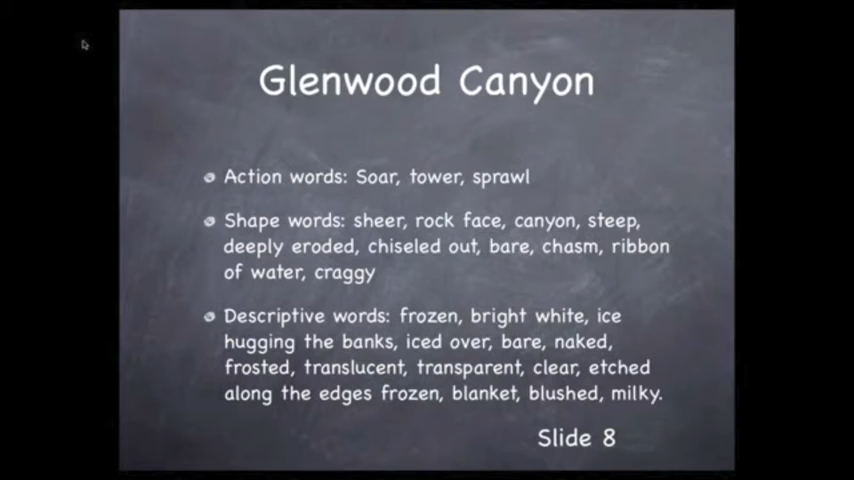 Glenwood Canyon
Action words: Soar, tower, sprawl
Shape words: sheer, rock face, canyon, steep,
deeply eroded, chiseled out, bare, chasm, ribbon
of water, craggy
Descriptive words: frozen, bright white, ice
hugging the banks, iced over, bare, naked,
frosted, translucent, transparent, clear, etched
along the edges frozen, blanket, blushed, milky.
Slide 8